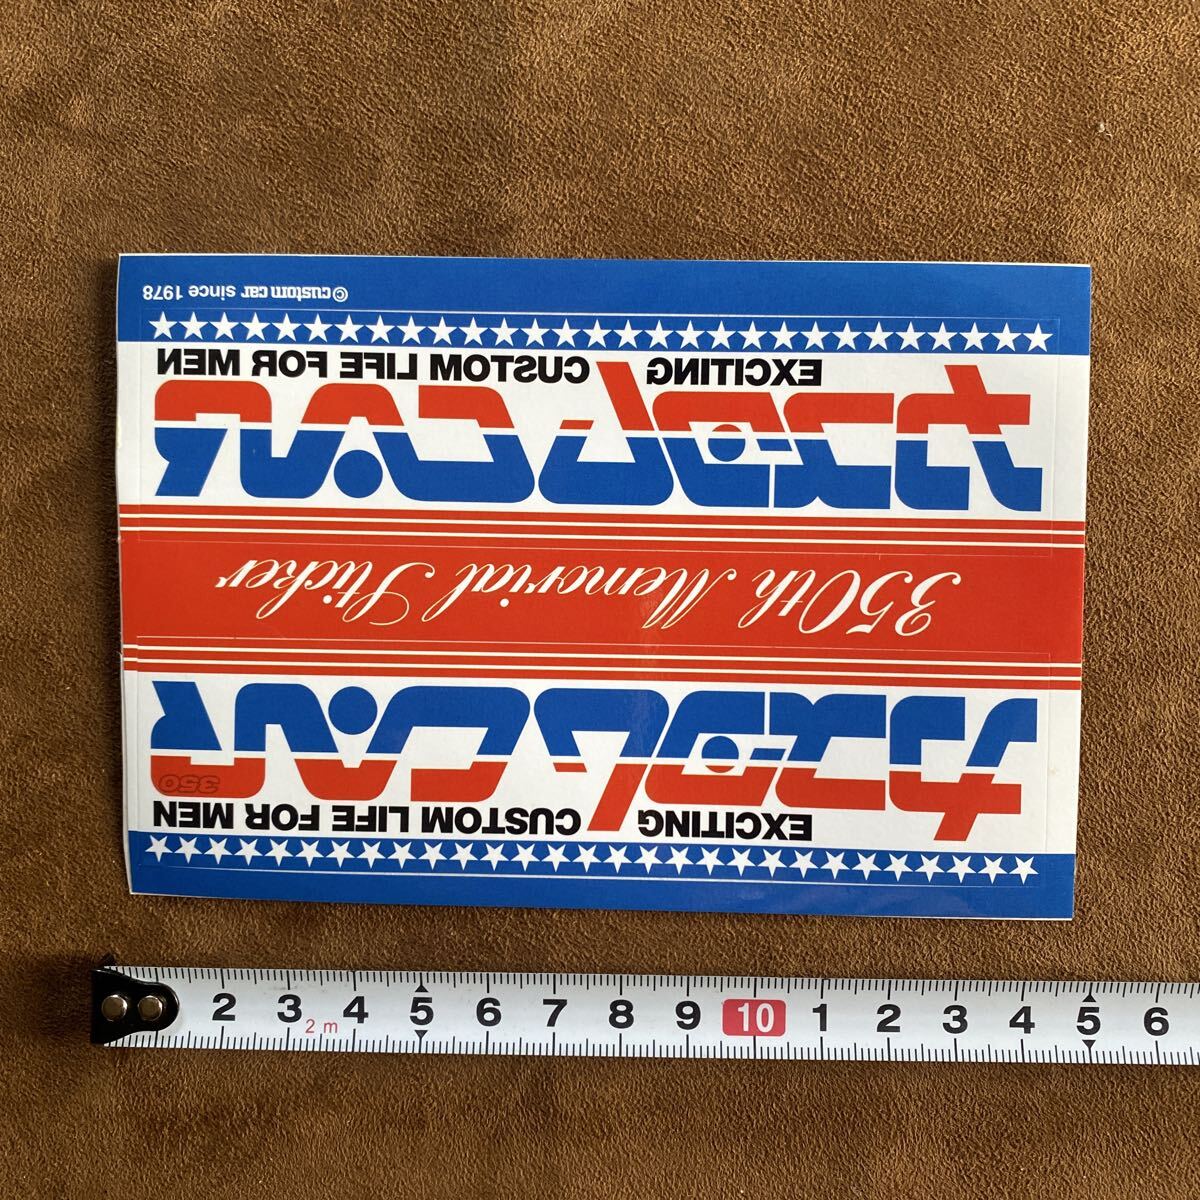 EXCITING CUSTOM LIFE FOR MEN
カスタムCAR
350
350th Memorial Sticker
カスタムCAR
EXCITING CUSTOM LIFE FOR MEN
© custom car since 1978
2 3 4 5 6 7 8 9 10 1 2 3 4 5 6
2 m